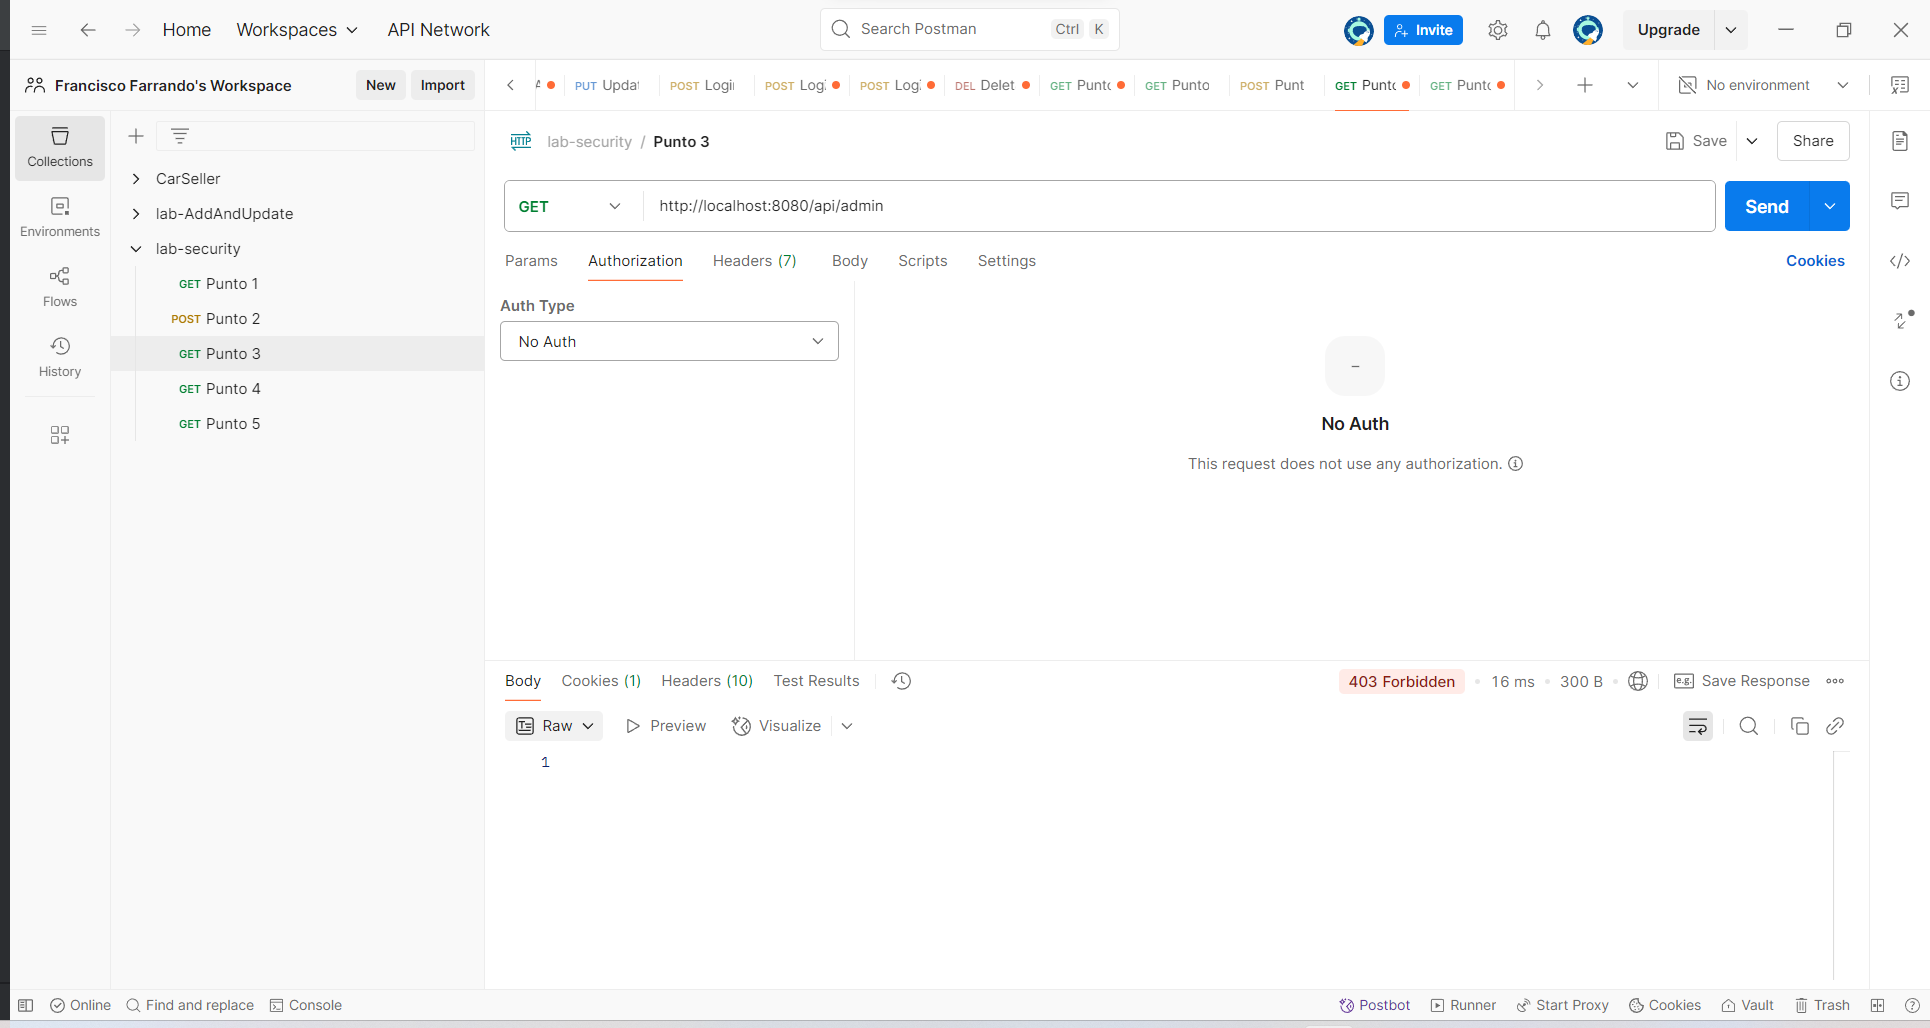 Home Workspaces API Network Search Postman Ctrl K Invite Upgrade
Francisco Farrando's Workspace New Import
PUT Updat POST Login POST Log POST Log DEL Delet GET Punto GET Punto POST Punt GET Punto GET Punto No environment
Collections
Environments
Flows
History
CarSeller
lab-AddAndUpdate
lab-security
GET Punto 1
POST Punto 2
GET Punto 3
GET Punto 4
GET Punto 5
HTTP lab-security / Punto 3 Save Share
GET http://localhost:8080/api/admin Send
Params Authorization Headers (7) Body Scripts Settings Cookies
Auth Type
No Auth
No Auth
This request does not use any authorization.
Body Cookies (1) Headers (10) Test Results 403 Forbidden • 16 ms • 300 B • e.g. Save Response
Raw Preview Visualize
1
Online Find and replace Console Postbot Runner Start Proxy Cookies Vault Trash